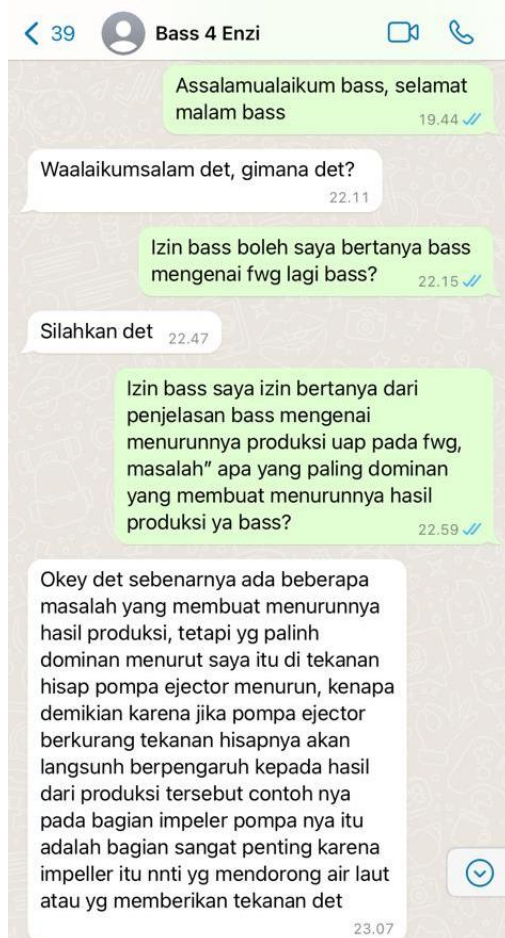 39
Bass 4 Enzi
Assalamualaikum bass, selamat
malam bass
19.44
Waalaikumsalam det, gimana det?
22.11
Izin bass boleh saya bertanya bass
mengenai fwg lagi bass?
22.15
Silahkan det
22.47
Izin bass saya izin bertanya dari
penjelasan bass mengenai
menurunnya produksi uap pada fwg,
masalah” apa yang paling dominan
yang membuat menurunnya hasil
produksi ya bass?
22.59
Okey det sebenarnya ada beberapa
masalah yang membuat menurunnya
hasil produksi, tetapi yg palinh
dominan menurut saya itu di tekanan
hisap pompa ejector menurun, kenapa
demikian karena jika pompa ejector
berkurang tekanan hisapnya akan
langsunh berpengaruh kepada hasil
dari produksi tersebut contoh nya
pada bagian impeler pompa nya itu
adalah bagian sangat penting karena
impeller itu nnti yg mendorong air laut
atau yg memberikan tekanan det
23.07